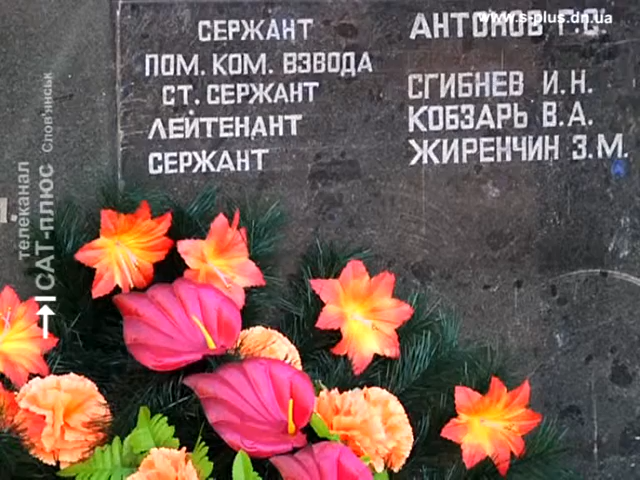 www.s-plus.dn.ua
СЕРЖАНТ АНТОНОВ Г.С.
ПОМ. КОМ. ВЗВОДА
СТ. СЕРЖАНТ СГИБНЕВ И.Н.
ЛЕЙТЕНАНТ КОБЗАРЬ В.А.
СЕРЖАНТ ЖИРЕНЧИН З.М.
телеканал
САТ-ПЛЮС Слов'янськ